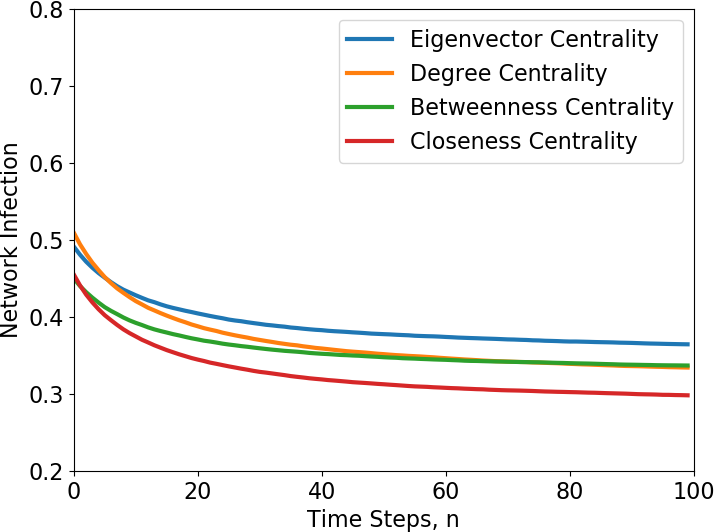 0.8
0.7
0.6
0.5
0.4
0.3
0.2
Network Infection
Eigenvector Centrality
Degree Centrality
Betweenness Centrality
Closeness Centrality
0 20 40 60 80 100
Time Steps, n